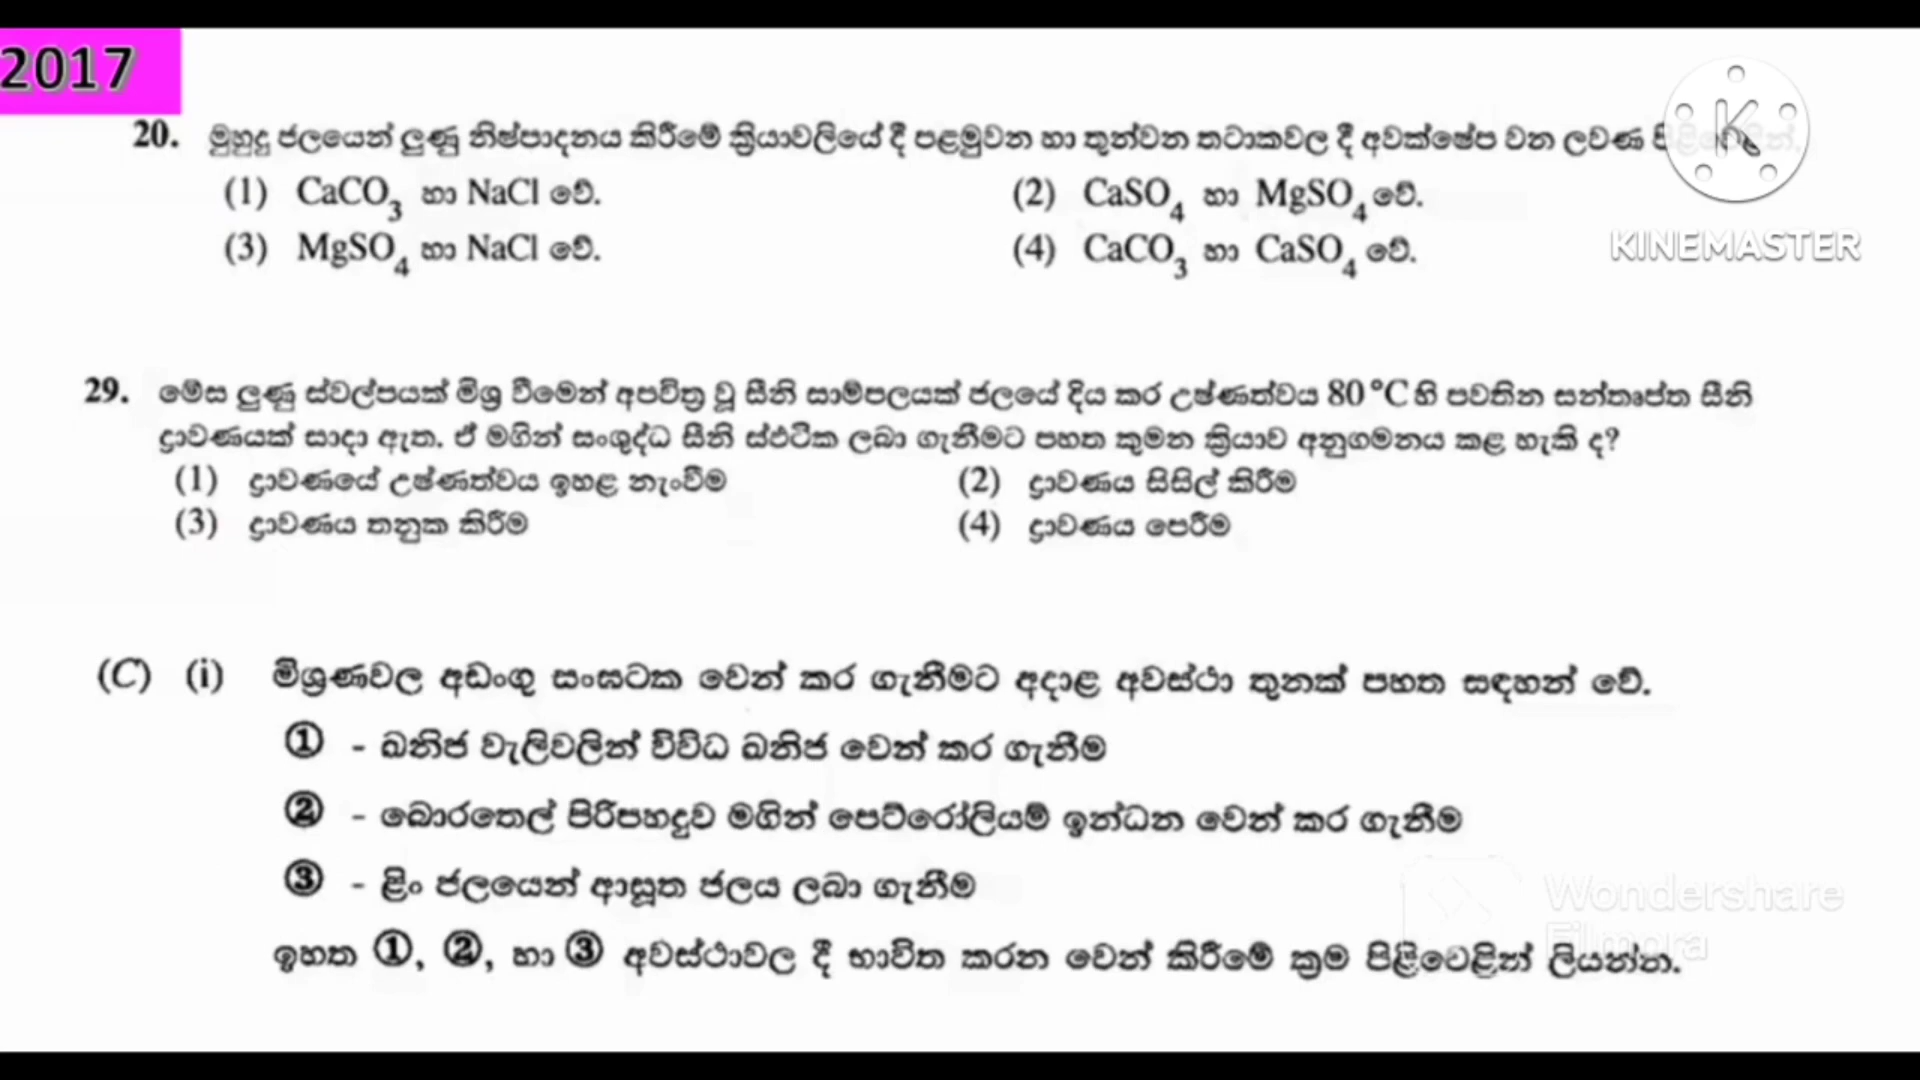 2017
20. මුහුදු ජලයෙන් ලුණු නිෂ්පාදනය කිරීමේ ක්‍රියාවලියේ දී පළමුවන හා තුන්වන තටාකවල දී අවක්ෂේප වන ලවණ
(1) CaCO₃ හා NaCl වේ. (2) CaSO₄ හා MgSO₄ වේ.
(3) MgSO₄ හා NaCl වේ. (4) CaCO₃ හා CaSO₄ වේ.
KINEMASTER
29. මේස ලුණු ස්වල්පයක් මිශ්‍ර වීමෙන් අපවිත්‍ර වූ සීනි සාම්පලයක් ජලයේ දිය කර උෂ්ණත්වය 80 °C හි පවතින සන්තෘප්ත සීනි
ද්‍රාවණයක් සාදා ඇත. ඒ මගින් සංශුද්ධ සීනි ස්ඵටික ලබා ගැනීමට පහත කුමන ක්‍රියාව අනුගමනය කළ හැකි ද?
(1) ද්‍රාවණයේ උෂ්ණත්වය ඉහළ නැංවීම (2) ද්‍රාවණය සිසිල් කිරීම
(3) ද්‍රාවණය තනුක කිරීම (4) ද්‍රාවණය පෙරීම
(C) (i) මිශ්‍රණවල අඩංගු සංඝටක වෙන් කර ගැනීමට අදාළ අවස්ථා තුනක් පහත සඳහන් වේ.
① - ඛනිජ වැලිවලින් විවිධ ඛනිජ වෙන් කර ගැනීම
② - බොරතෙල් පිරිපහදුව මගින් පෙට්රෝලියම් ඉන්ධන වෙන් කර ගැනීම
③ - ළිං ජලයෙන් ආසූත ජලය ලබා ගැනීම
Wondershare
Filmora
ඉහත ①, ②, හා ③ අවස්ථාවල දී භාවිත කරන වෙන් කිරීමේ ක්‍රම පිළිවෙළින් ලියන්න.